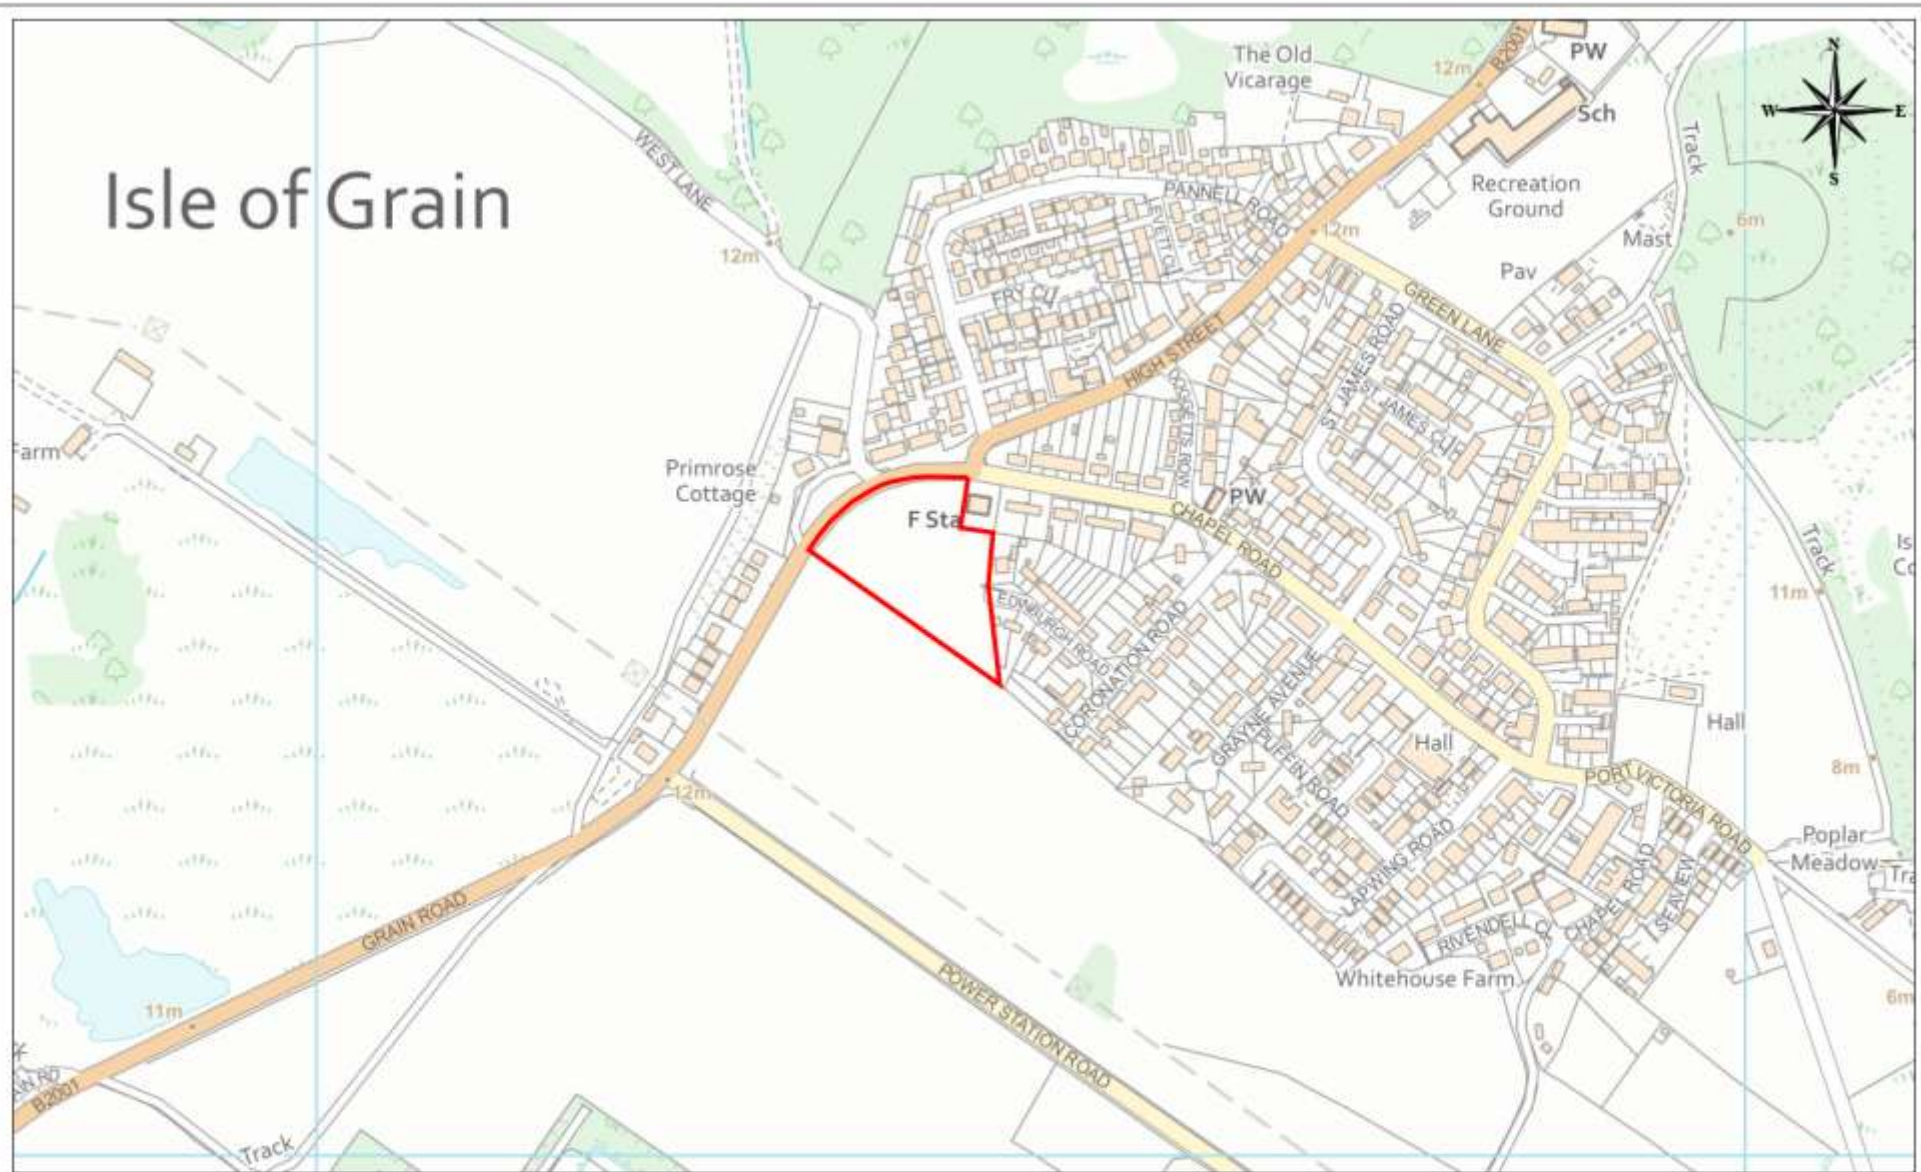 Isle of Grain
WEST LANE
12m
The Old
Vicarage
12m
B2001
PW
Sch
N
W
E
S
Track
Recreation
Ground
Mast
6m
Pav
PANNELL ROAD
EVETT CL
12m
FRY CL
HIGH STREET
GREEN LANE
ST JAMES ROAD
ST JAMES CL
DOGGETTS ROW
Farm
Primrose
Cottage
F Sta
PW
CHAPEL ROAD
EDINBURGH ROAD
CORONATION ROAD
GRAYNE AVENUE
PUFFIN ROAD
Hall
LAPWING ROAD
RIVENDELL CL
CHAPEL ROAD
SEAVIEW
PORT VICTORIA ROAD
Hall
Track
11m
8m
Poplar
Meadow
6m
Whitehouse Farm
12m
GRAIN ROAD
POWER STATION ROAD
11m
B2001
Track